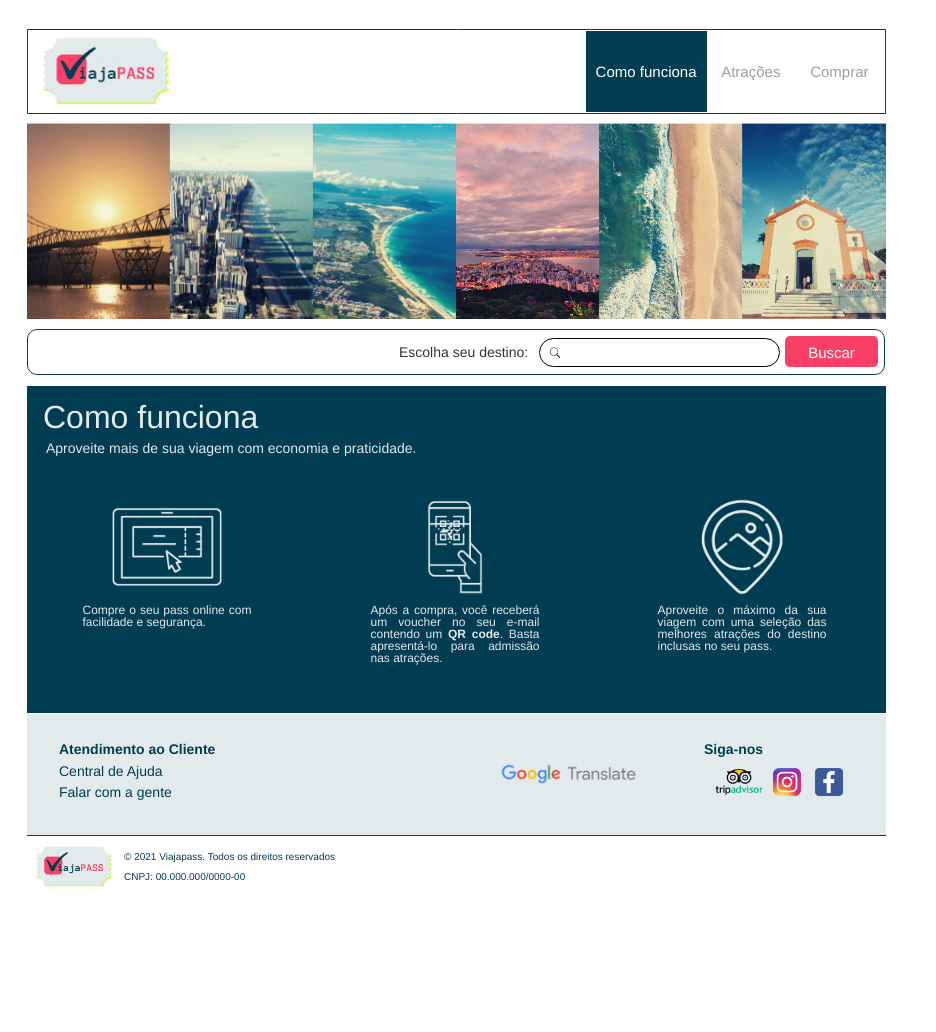 ViajaPASS
Como funciona
Atrações
Comprar
Escolha seu destino:
Buscar
Como funciona
Aproveite mais de sua viagem com economia e praticidade.
Compre o seu pass online com
facilidade e segurança.
Após a compra, você receberá
um voucher no seu e-mail
contendo um QR code. Basta
apresentá-lo para admissão
nas atrações.
Aproveite o máximo da sua
viagem com uma seleção das
melhores atrações do destino
inclusas no seu pass.
Atendimento ao Cliente
Central de Ajuda
Falar com a gente
Google Translate
Siga-nos
tripadvisor
ViajaPASS
© 2021 Viajapass. Todos os direitos reservados
CNPJ: 00.000.000/0000-00